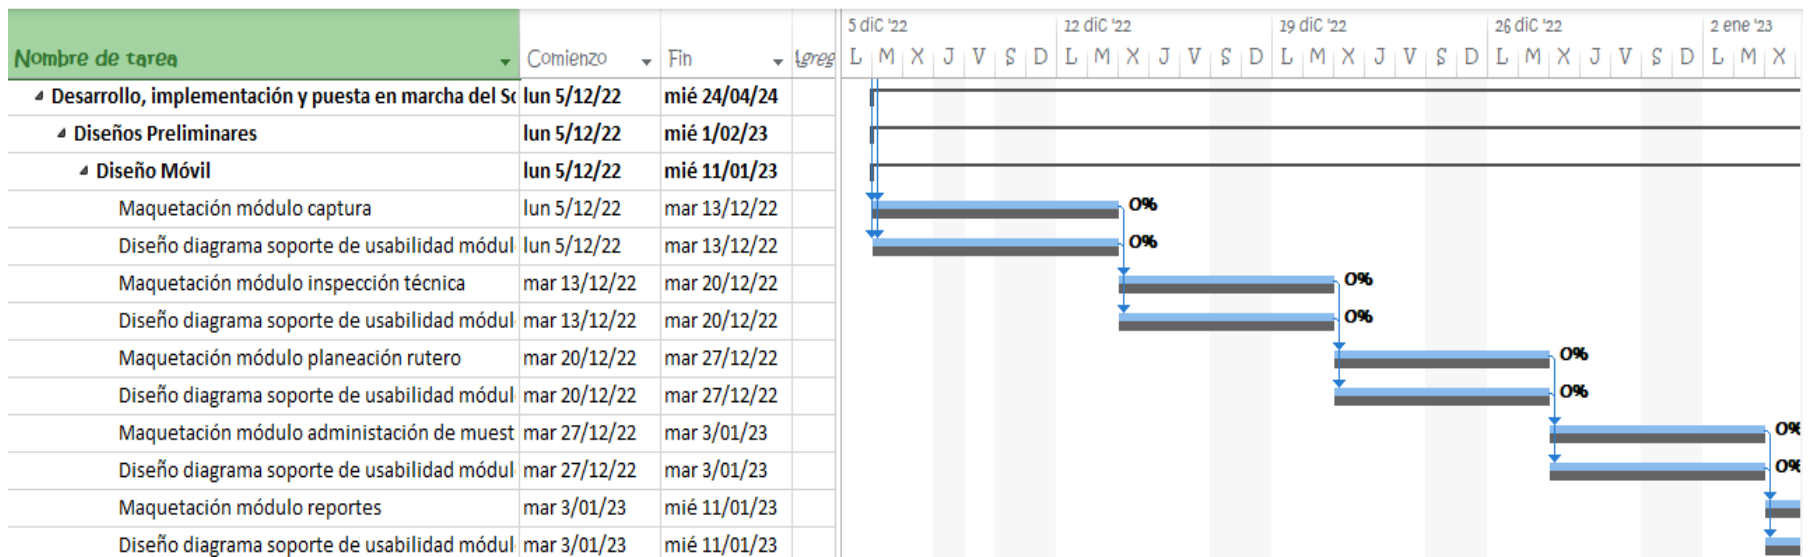 5 dic '22 12 dic '22 19 dic '22 26 dic '22 2 ene '23
Nombre de tarea Comienzo Fin Agreg L M X J V S D L M X J V S D L M X J V S D L M X J V S D L M X
Desarrollo, implementación y puesta en marcha del So lun 5/12/22 mié 24/04/24
Diseños Preliminares lun 5/12/22 mié 1/02/23
Diseño Móvil lun 5/12/22 mié 11/01/23
Maquetación módulo captura lun 5/12/22 mar 13/12/22 0%
Diseño diagrama soporte de usabilidad módul lun 5/12/22 mar 13/12/22 0%
Maquetación módulo inspección técnica mar 13/12/22 mar 20/12/22 0%
Diseño diagrama soporte de usabilidad módul mar 13/12/22 mar 20/12/22 0%
Maquetación módulo planeación rutero mar 20/12/22 mar 27/12/22 0%
Diseño diagrama soporte de usabilidad módul mar 20/12/22 mar 27/12/22 0%
Maquetación módulo administación de muest mar 27/12/22 mar 3/01/23 0%
Diseño diagrama soporte de usabilidad módul mar 27/12/22 mar 3/01/23 0%
Maquetación módulo reportes mar 3/01/23 mié 11/01/23
Diseño diagrama soporte de usabilidad módul mar 3/01/23 mié 11/01/23